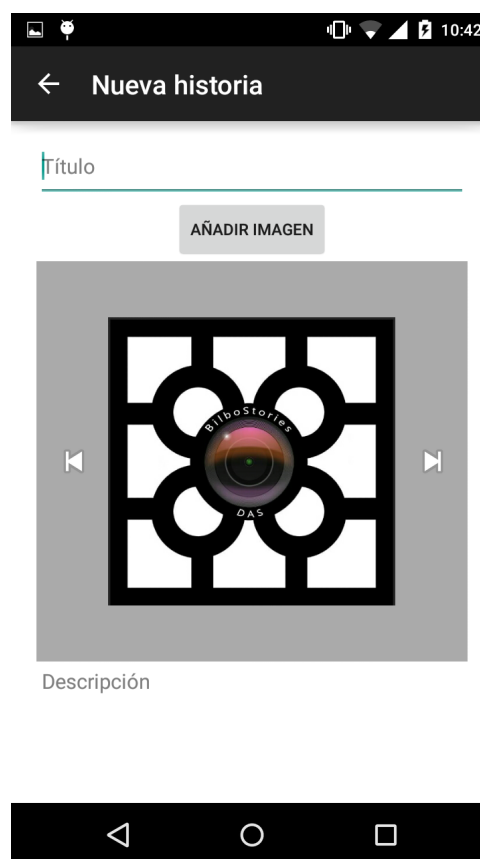 10:42
Nueva historia
Título
AÑADIR IMAGEN
BilboStories
DAS
Descripción